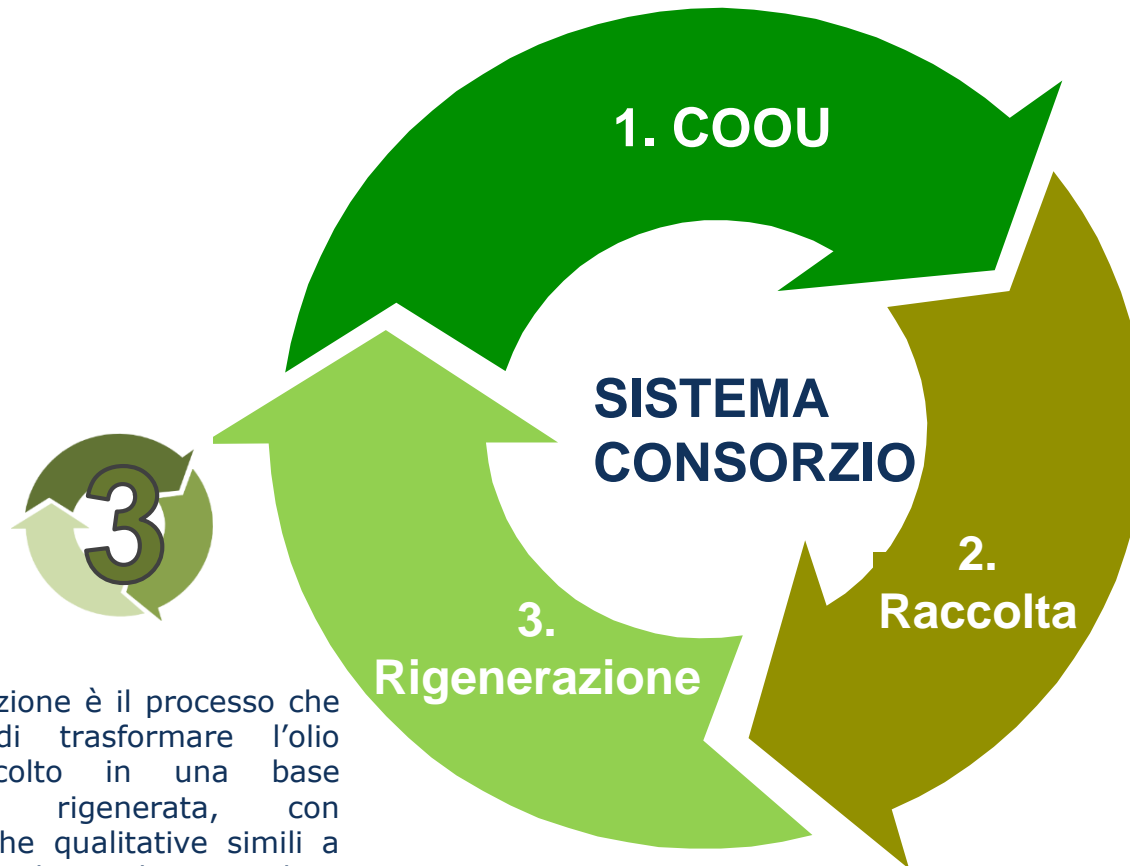 1. COOU
SISTEMA
CONSORZIO
2.
Raccolta
3.
Rigenerazione
3
zione è il processo che
di trasformare l’olio
colto in una base
rigenerata, con
he qualitative simili a